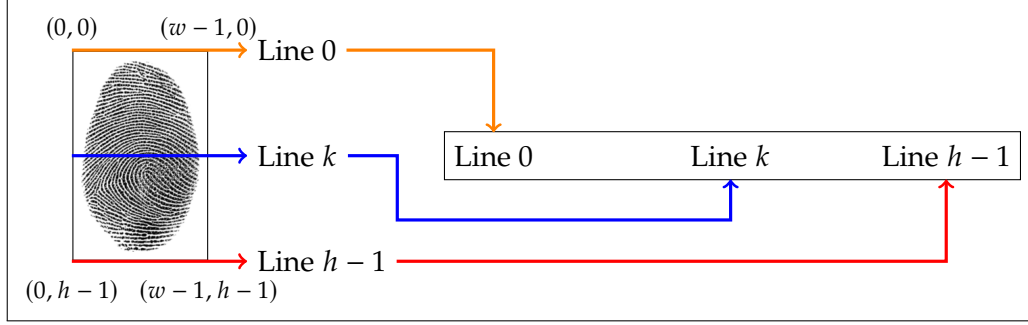 (0, 0) (w − 1, 0)
Line 0
Line k
Line 0 Line k Line h − 1
Line h − 1
(0, h − 1) (w − 1, h − 1)